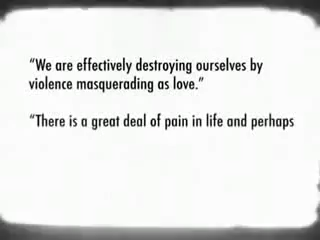 “We are effectively destroying ourselves by
violence masquerading as love.”
“There is a great deal of pain in life and perhaps